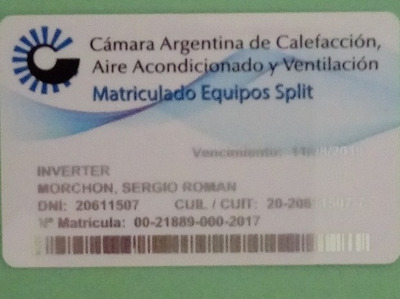 Cámara Argentina de Calefacción,
Aire Acondicionado y Ventilación
Matriculado Equipos Split
Vencimiento:
INVERTER
MORCHON, SERGIO ROMAN
DNI: 20611507 CUIL / CUIT:
Nº Matricula: 00-21889-000-2017